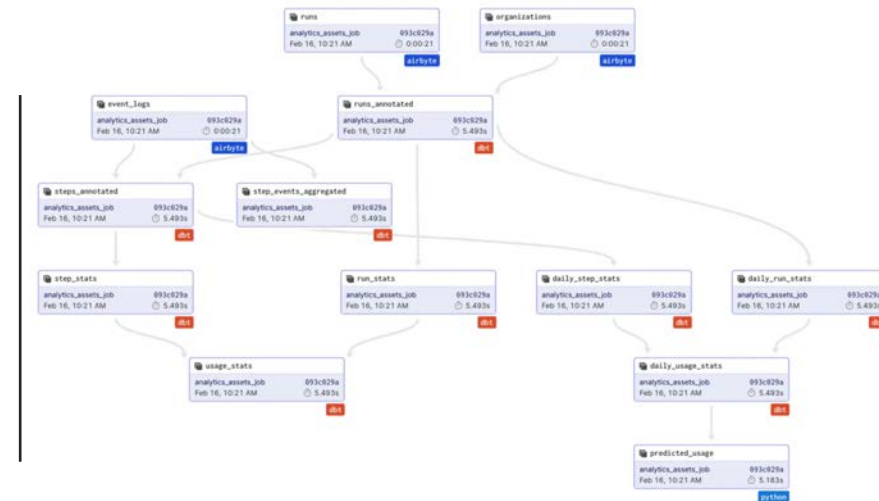 runs
analytics_assets_job 093c029a
Feb 16, 10:21 AM 0:00:21
airbyte
organizations
analytics_assets_job 093c029a
Feb 16, 10:21 AM 0:00:21
airbyte
event_logs
analytics_assets_job 093c029a
Feb 16, 10:21 AM 0:00:21
airbyte
runs_annotated
analytics_assets_job 093c029a
Feb 16, 10:21 AM 5.493s
dbt
steps_annotated
analytics_assets_job 093c029a
Feb 16, 10:21 AM 5.493s
dbt
step_events_aggregated
analytics_assets_job 093c029a
Feb 16, 10:21 AM 5.493s
dbt
step_stats
analytics_assets_job 093c029a
Feb 16, 10:21 AM 5.493s
dbt
run_stats
analytics_assets_job 093c029a
Feb 16, 10:21 AM 5.493s
dbt
daily_step_stats
analytics_assets_job 093c029a
Feb 16, 10:21 AM 5.493s
dbt
daily_run_stats
analytics_assets_job 093c029a
Feb 16, 10:21 AM 5.493s
usage_stats
analytics_assets_job 093c029a
Feb 16, 10:21 AM 5.493s
dbt
daily_usage_stats
analytics_assets_job 093c029a
Feb 16, 10:21 AM 5.493s
dbt
predicted_usage
analytics_assets_job 093c029a
Feb 16, 10:21 AM 5.183s
python